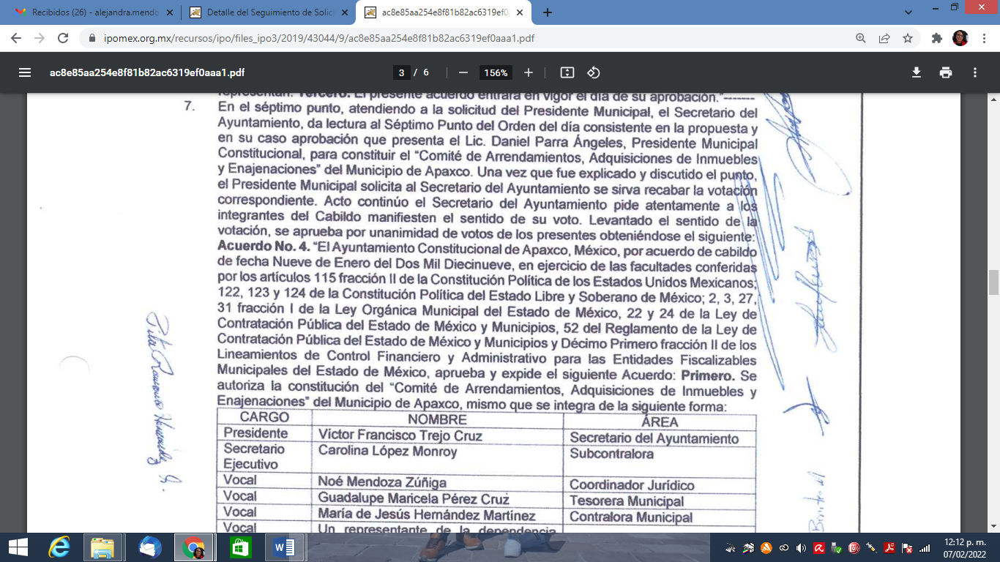 Recibidos (26) - alejandra.mendo
Detalle del Seguimiento de Solici
ac8e85aa254e8f81b82ac6319ef0a
ipomex.org.mx/recursos/ipo/files_ipo3/2019/43044/9/ac8e85aa254e8f81b82ac6319ef0aaa1.pdf
ac8e85aa254e8f81b82ac6319ef0aaa1.pdf
3 / 6
156%
representan. Tercero. El presente acuerdo entrará en vigor el día de su aprobación."-------
7. En el séptimo punto, atendiendo a la solicitud del Presidente Municipal, el Secretario del
Ayuntamiento, da lectura al Séptimo Punto del Orden del día consistente en la propuesta y
en su caso aprobación que presenta el Lic. Daniel Parra Ángeles, Presidente Municipal
Constitucional, para constituir el "Comité de Arrendamientos, Adquisiciones de Inmuebles
y Enajenaciones" del Municipio de Apaxco. Una vez que fue explicado y discutido el punto,
el Presidente Municipal solicita al Secretario del Ayuntamiento se sirva recabar la votación
correspondiente. Acto continúo el Secretario del Ayuntamiento pide atentamente a los
integrantes del Cabildo manifiesten el sentido de su voto. Levantado el sentido de la
votación, se aprueba por unanimidad de votos de los presentes obteniéndose el siguiente:
Acuerdo No. 4. "El Ayuntamiento Constitucional de Apaxco, México, por acuerdo de cabildo
de fecha Nueve de Enero del Dos Mil Diecinueve, en ejercicio de las facultades conferidas
por los artículos 115 fracción II de la Constitución Política de los Estados Unidos Mexicanos;
122, 123 y 124 de la Constitución Política del Estado Libre y Soberano de México; 2, 3, 27,
31 fracción I de la Ley Orgánica Municipal del Estado de México, 22 y 24 de la Ley de
Contratación Pública del Estado de México y Municipios, 52 del Reglamento de la Ley de
Contratación Pública del Estado de México y Municipios y Décimo Primero fracción II de los
Lineamientos de Control Financiero y Administrativo para las Entidades Fiscalizables
Municipales del Estado de México, aprueba y expide el siguiente Acuerdo: Primero. Se
autoriza la constitución del "Comité de Arrendamientos, Adquisiciones de Inmuebles y
Enajenaciones" del Municipio de Apaxco, mismo que se integra de la siguiente forma:
CARGO NOMBRE ÁREA
Presidente Víctor Francisco Trejo Cruz Secretario del Ayuntamiento
Secretario Ejecutivo Carolina López Monroy Subcontralora
Vocal Noé Mendoza Zúñiga Coordinador Jurídico
Vocal Guadalupe Maricela Pérez Cruz Tesorera Municipal
Vocal María de Jesús Hernández Martínez Contralora Municipal
Vocal Un representante de la dependencia
12:12 p. m.
07/02/2022